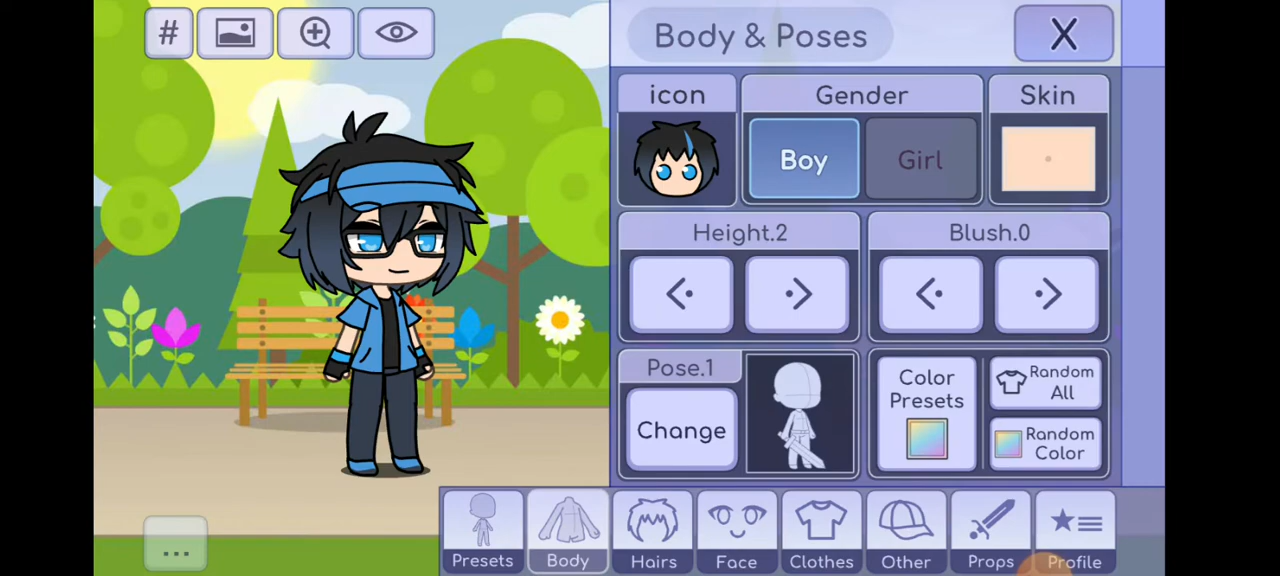 #
Body & Poses
X
icon
Gender
Skin
Boy
Girl
Height.2
Blush.0
Pose.1
Change
Color
Presets
Random
All
Random
Color
...
Presets
Body
Hairs
Face
Clothes
Other
Props
Profile